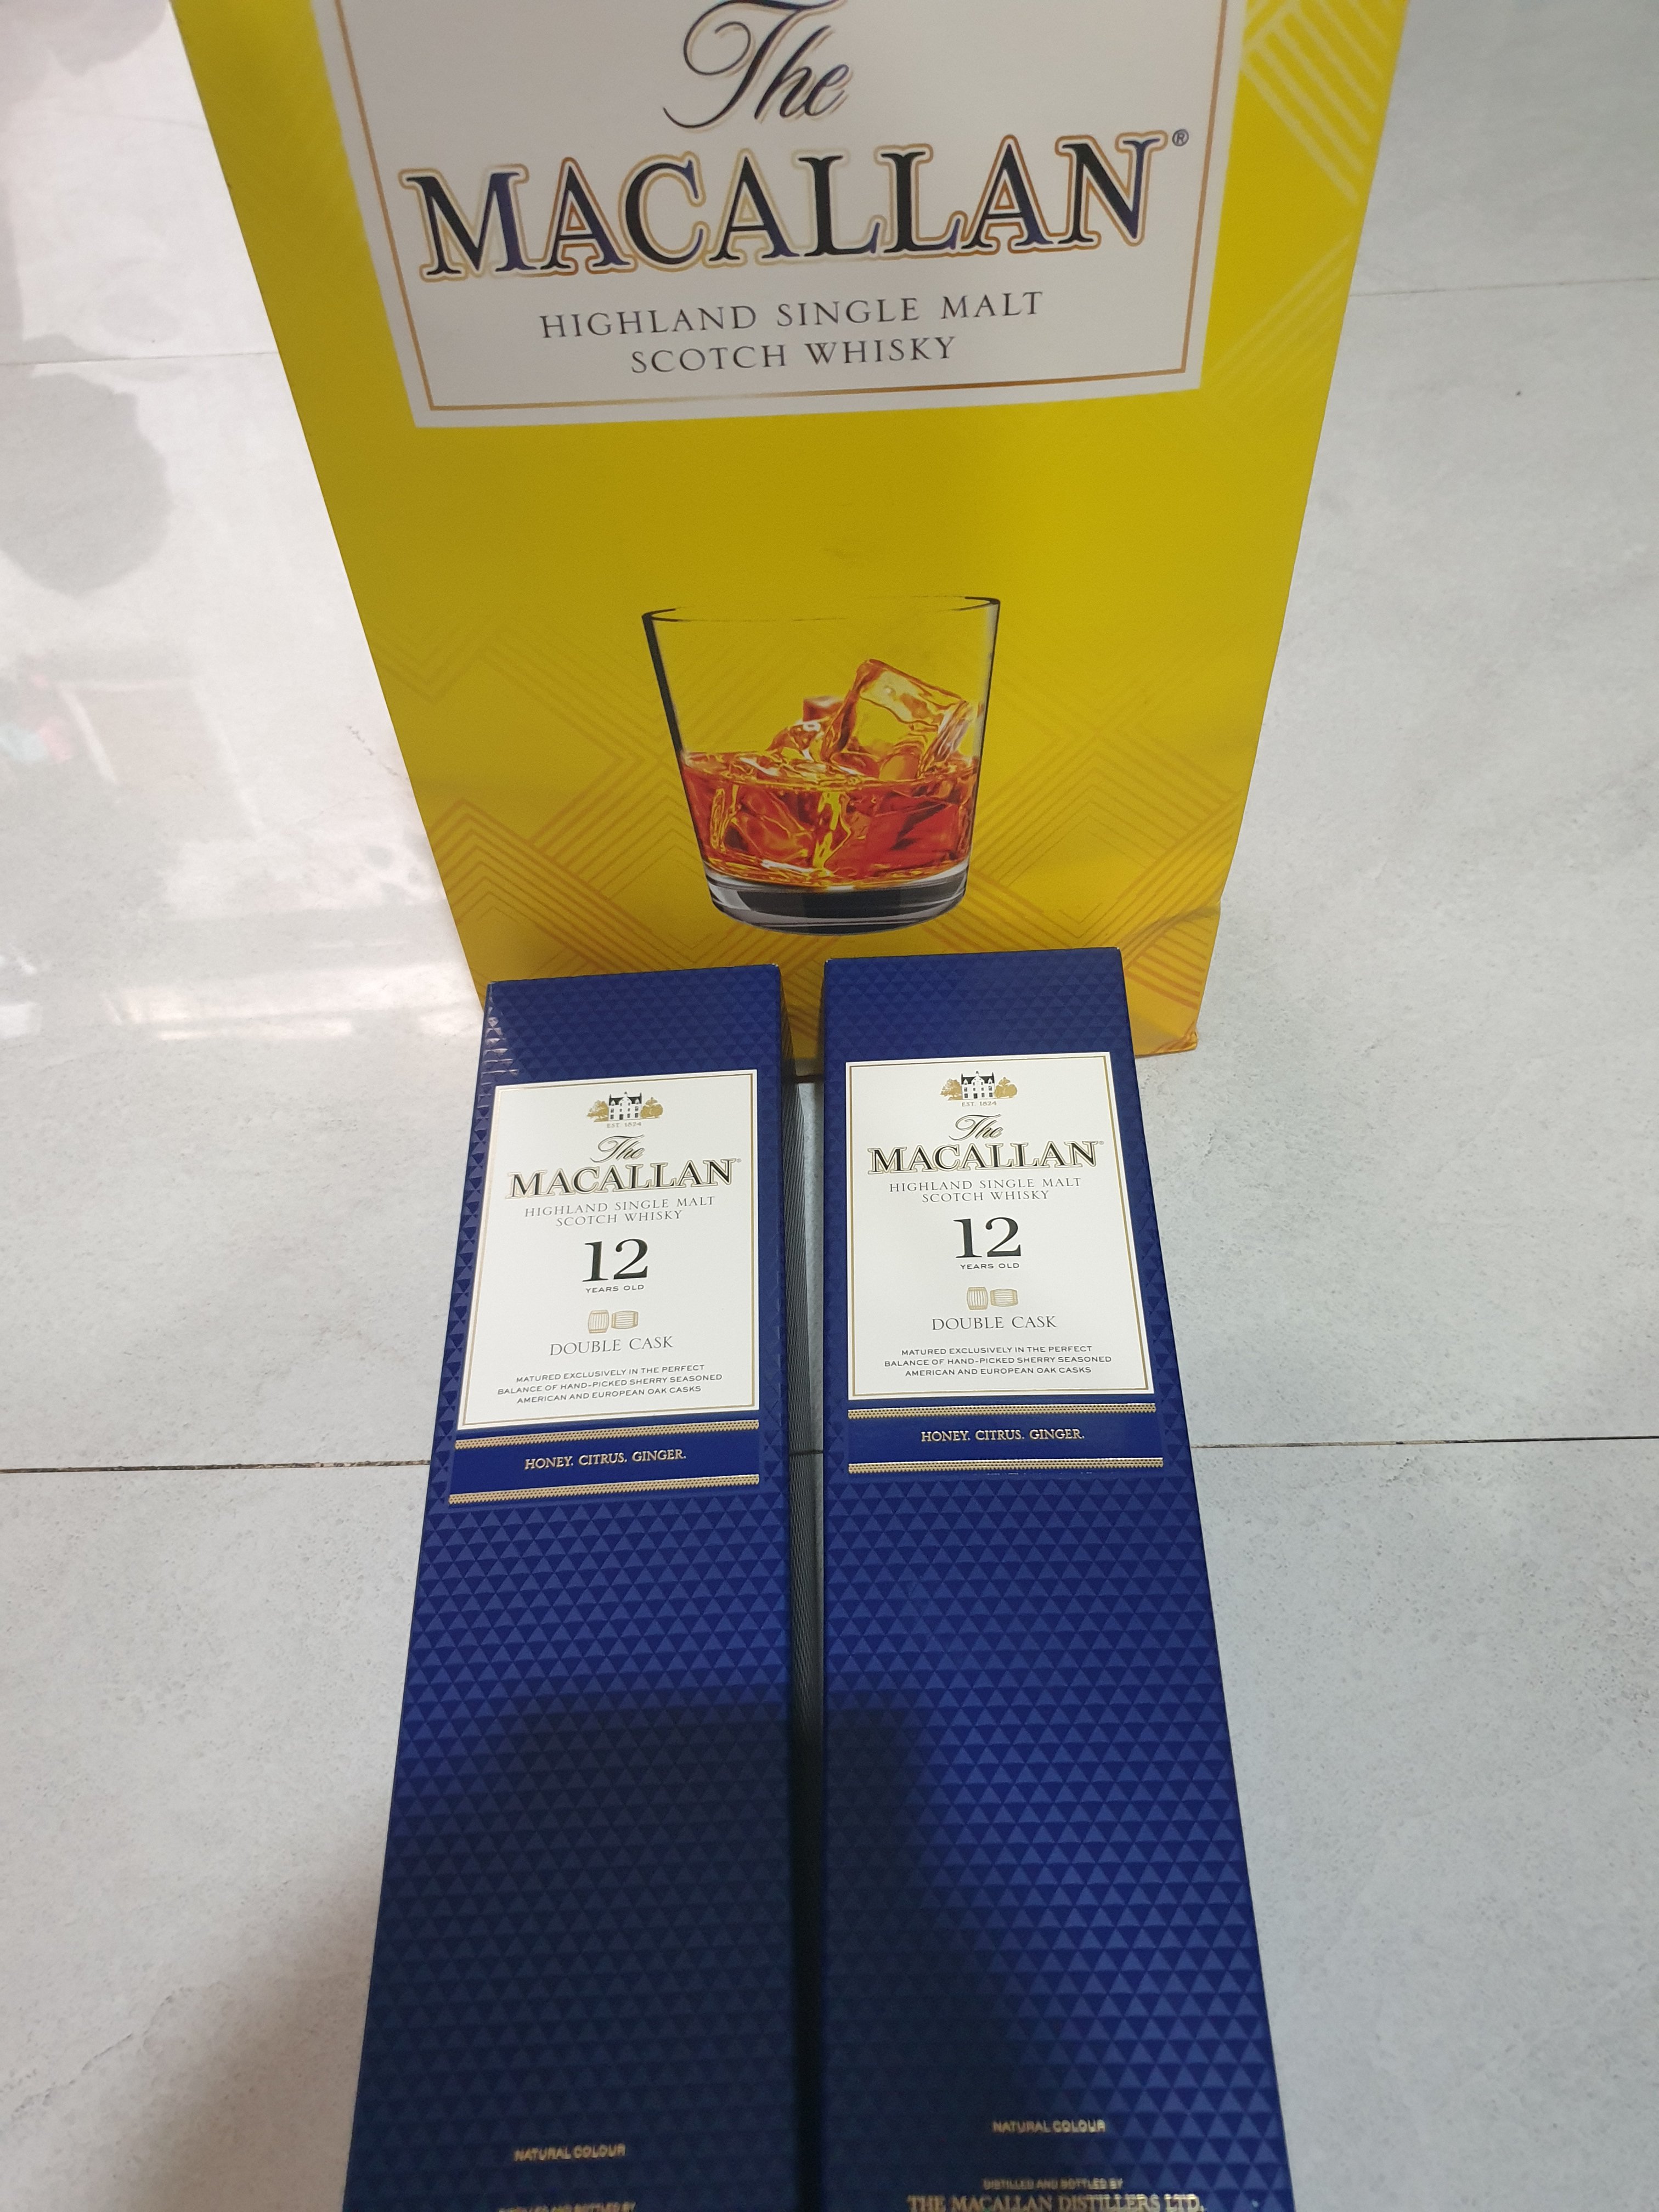 The
MACALLAN®
HIGHLAND SINGLE MALT
SCOTCH WHISKY
EST. 1824
The
MACALLAN
HIGHLAND SINGLE MALT
SCOTCH WHISKY
12
YEARS OLD
DOUBLE CASK
MATURED EXCLUSIVELY IN THE PERFECT
BALANCE OF HAND-PICKED SHERRY SEASONED
AMERICAN AND EUROPEAN OAK CASKS
HONEY. CITRUS. GINGER.
NATURAL COLOUR
DISTILLED AND BOTTLED BY
EST. 1824
The
MACALLAN
HIGHLAND SINGLE MALT
SCOTCH WHISKY
12
YEARS OLD
DOUBLE CASK
MATURED EXCLUSIVELY IN THE PERFECT
BALANCE OF HAND-PICKED SHERRY SEASONED
AMERICAN AND EUROPEAN OAK CASKS
HONEY. CITRUS. GINGER.
NATURAL COLOUR
DISTILLED AND BOTTLED BY
THE MACALLAN DISTILLERS LTD.